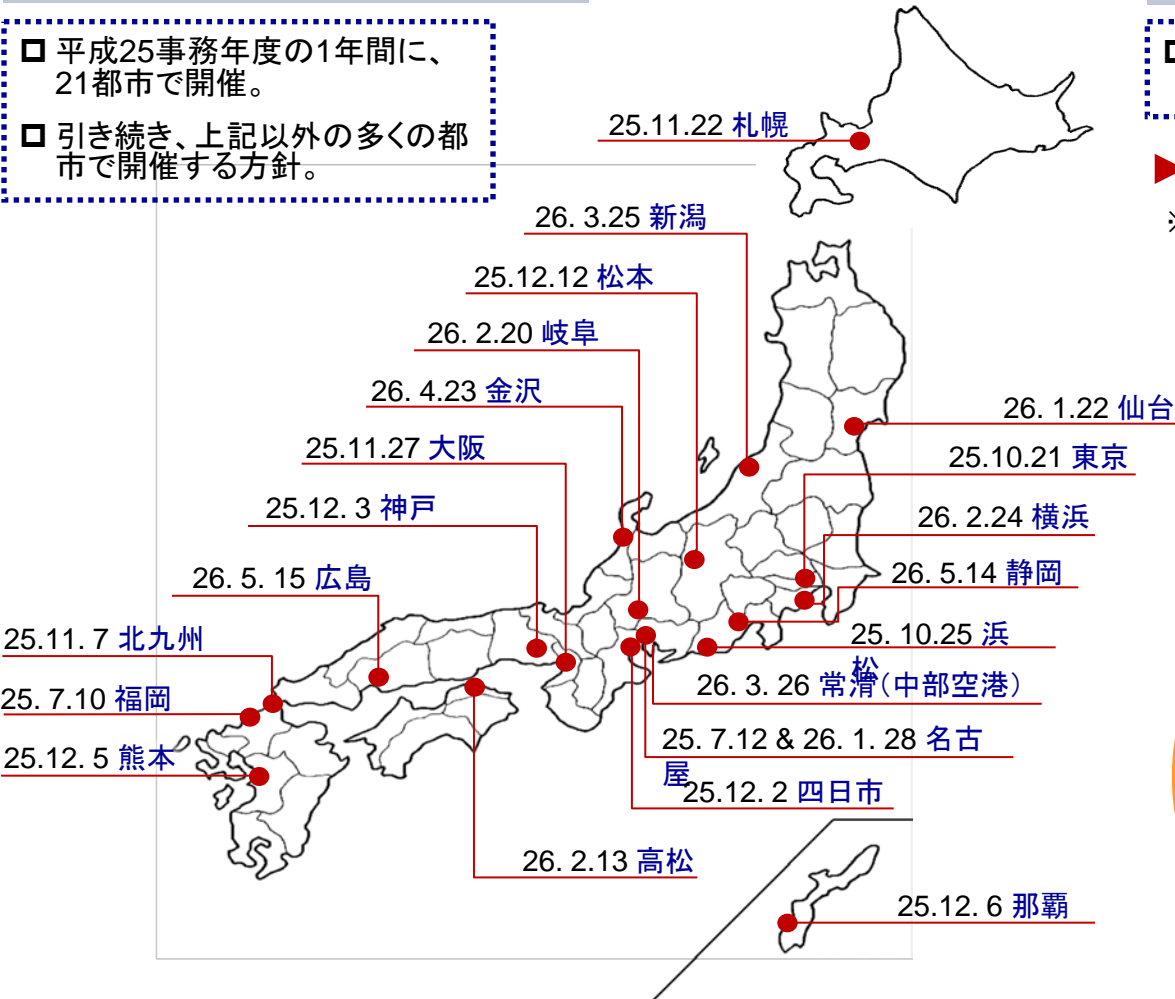 平成25事務年度の1年間に、
21都市で開催。
引き続き、上記以外の多くの都
市で開催する方針。
25.11.22 札幌
26. 3.25 新潟
25.12.12 松本
26. 2.20 岐阜
26. 4.23 金沢
26. 1.22 仙台
25.11.27 大阪
25.10.21 東京
25.12. 3 神戸
26. 2.24 横浜
26. 5. 15 広島
26. 5.14 静岡
25.11. 7 北九州
25. 10.25 浜
松
25. 7.10 福岡
26. 3. 26 常滑(中部空港)
25. 7.12 & 26. 1. 28 名古
屋
25.12. 5 熊本
25.12. 2 四日市
26. 2.13 高松
25.12. 6 那覇
※